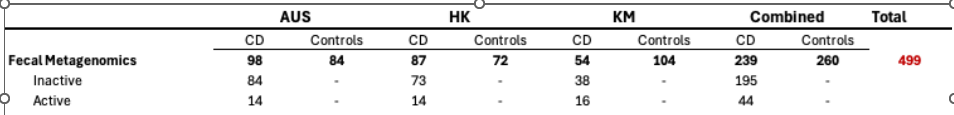 AUS HK KM Combined Total
CD Controls CD Controls CD Controls CD Controls
Fecal Metagenomics 98 84 87 72 54 104 239 260 499
Inactive 84 - 73 - 38 - 195 -
Active 14 - 14 - 16 - 44 -